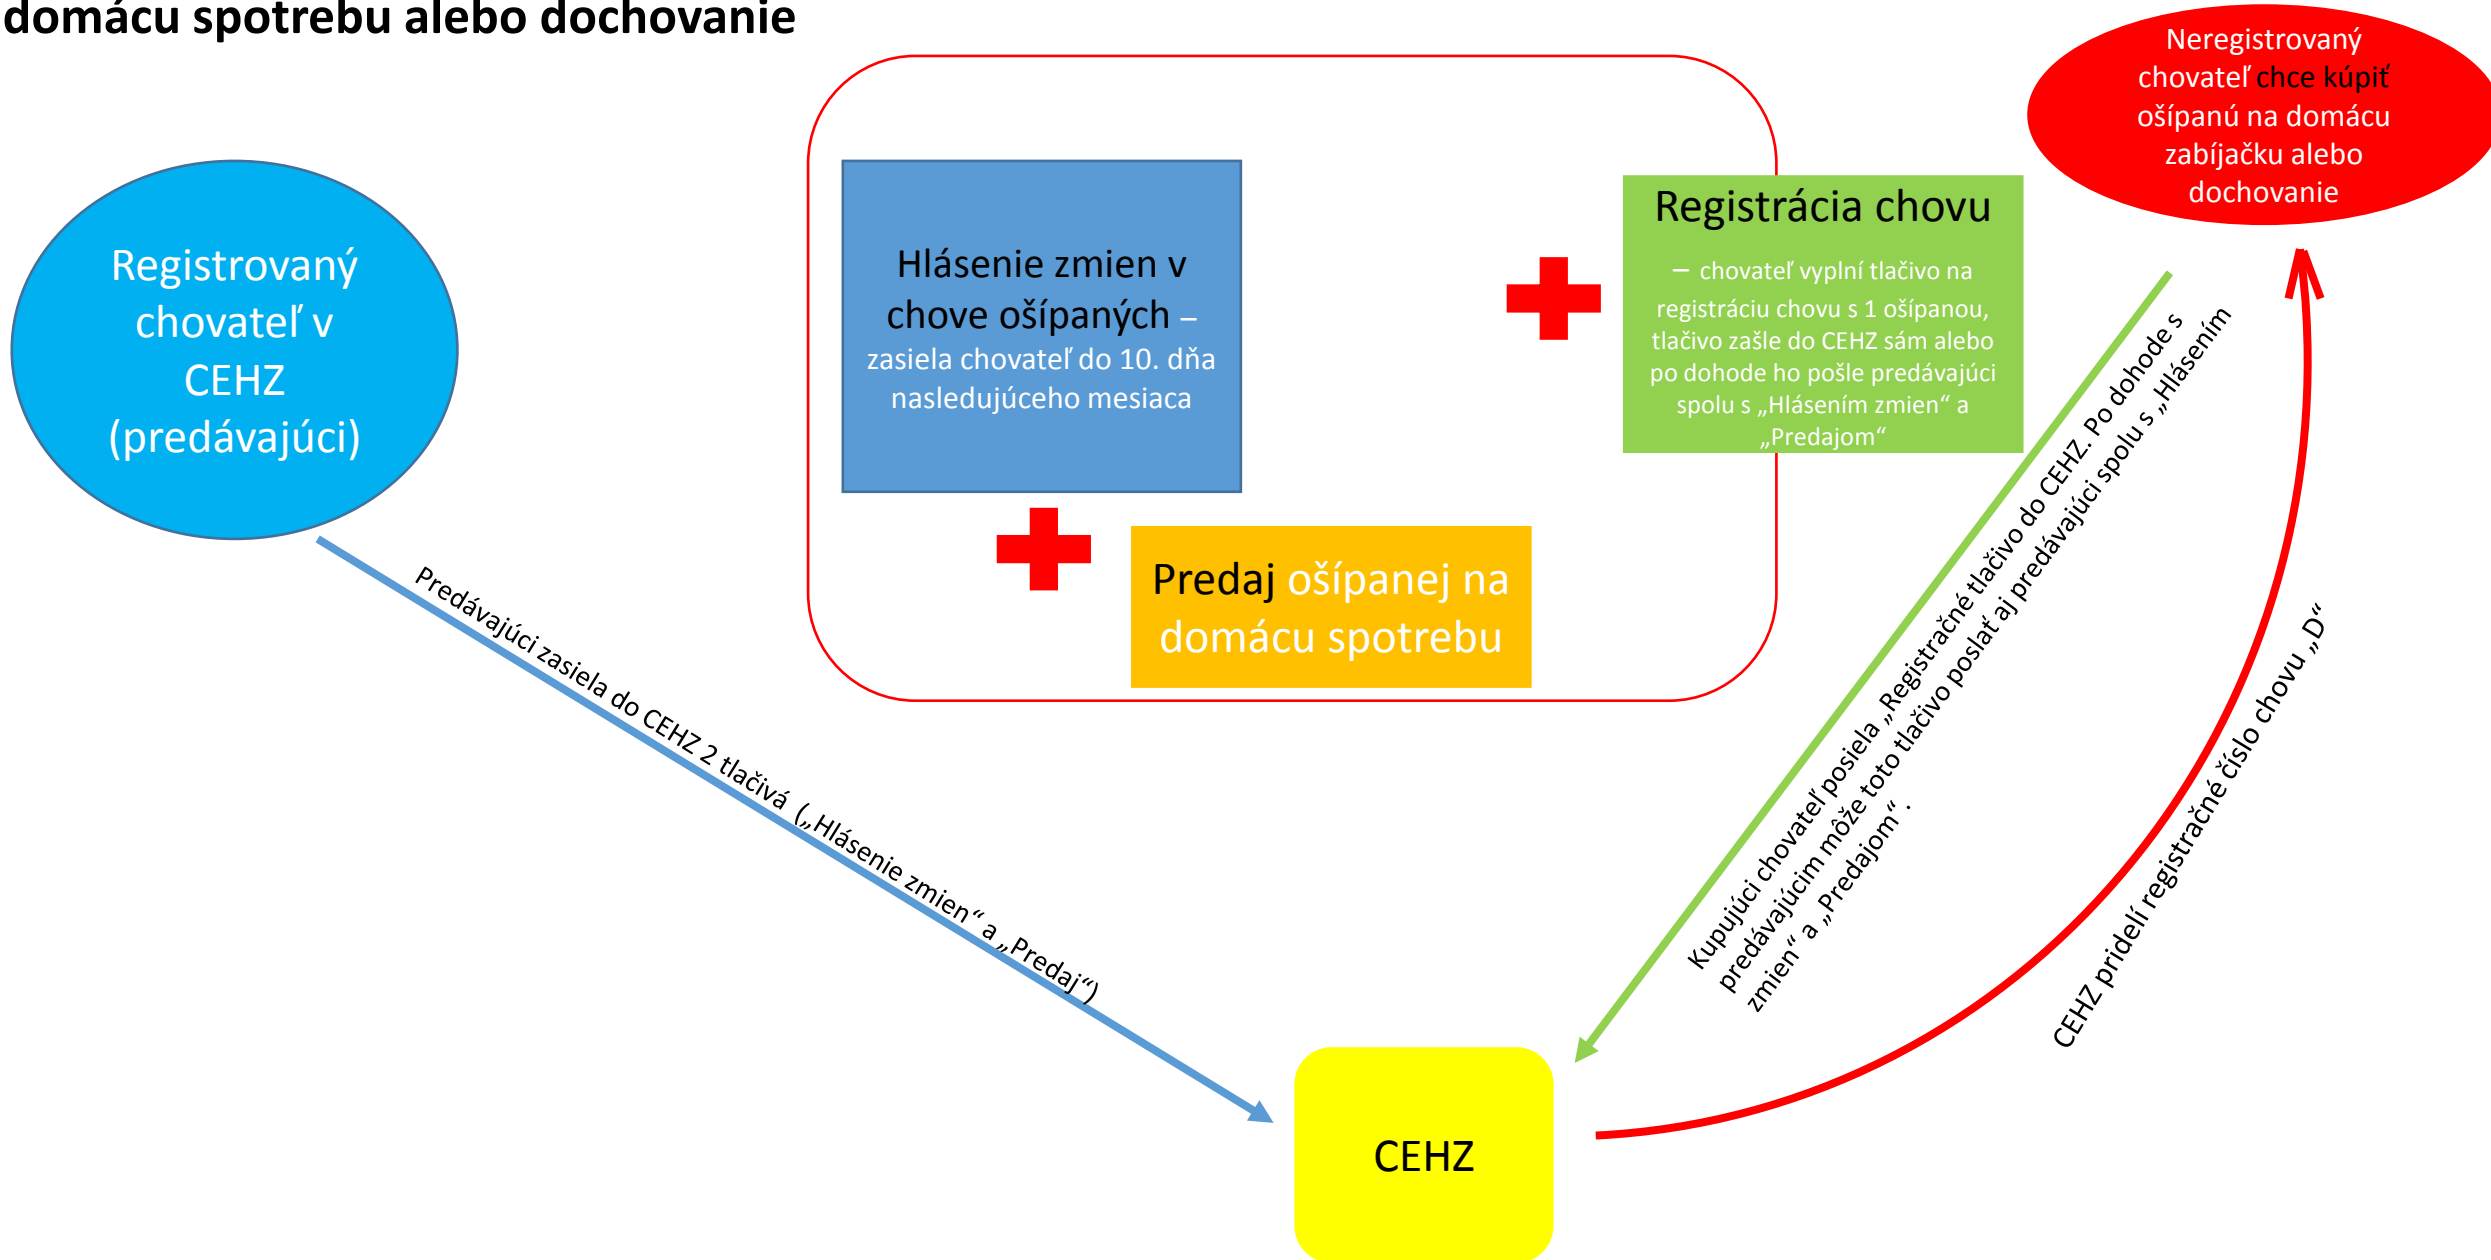 domácu spotrebu alebo dochovanie
Neregistrovaný
chovateľ chce kúpiť
ošípanú na domácu
zabíjačku alebo
dochovanie
Registrovaný
chovateľ v
CEHZ
(predávajúci)
Hlásenie zmien v
chove ošípaných –
zasiela chovateľ do 10. dňa
nasledujúceho mesiaca
Registrácia chovu
– chovateľ vyplní tlačivo na
registráciu chovu s 1 ošípanou,
tlačivo zašle do CEHZ sám alebo
po dohode ho pošle predávajúci
spolu s „Hlásením zmien“ a
„Predajom“
Predaj ošípanej na
domácu spotrebu
Predávajúci zasiela do CEHZ 2 tlačivá („Hlásenie zmien“ a „Predaj“)
Kupujúci chovateľ posiela „Registračné tlačivo do CEHZ. Po dohode s
predávajúcim môže toto tlačivo poslať aj predávajúci spolu s „Hlásením
zmien“ a „Predajom“.
CEHZ pridelí registračné číslo chovu „D“
CEHZ